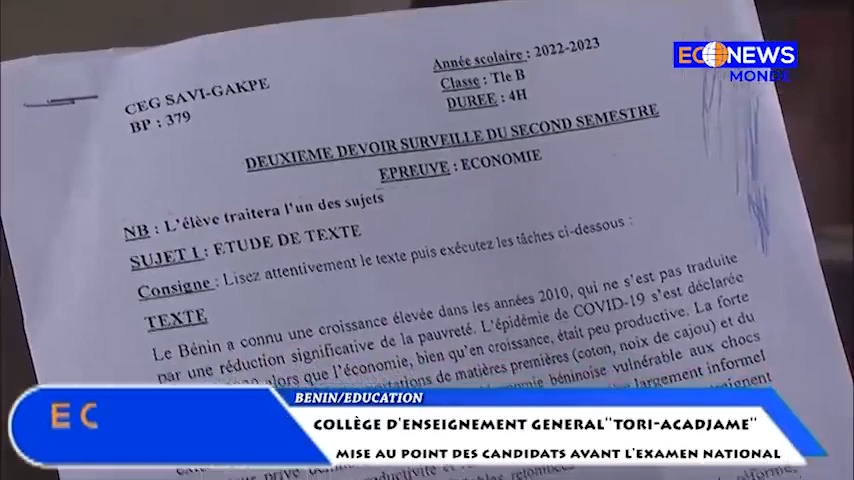 CEG SAVI-GAKPE
BP : 379
Année scolaire : 2022-2023
Classe : Tle B
DUREE : 4H
ECONEWS
MONDE
DEUXIEME DEVOIR SURVEILLE DU SECOND SEMESTRE
EPREUVE : ECONOMIE
NB : L'élève traitera l'un des sujets
SUJET I : ETUDE DE TEXTE
Consigne : Lisez attentivement le texte puis exécutez les tâches ci-dessous :
TEXTE
Le Bénin a connu une croissance élevée dans les années 2010, qui ne s'est pas traduite
par une réduction significative de la pauvreté. L'épidémie de COVID-19 s'est déclarée
alors que l'économie, bien qu'en croissance, était peu productive. La forte
de matières premières (coton, noix de cajou) et du
béninoise vulnérable aux chocs
largement informel
BENIN/EDUCATION
COLLÈGE D'ENSEIGNEMENT GENERAL"TORI-ACADJAME"
MISE AU POINT DES CANDIDATS AVANT L'EXAMEN NATIONAL
E C